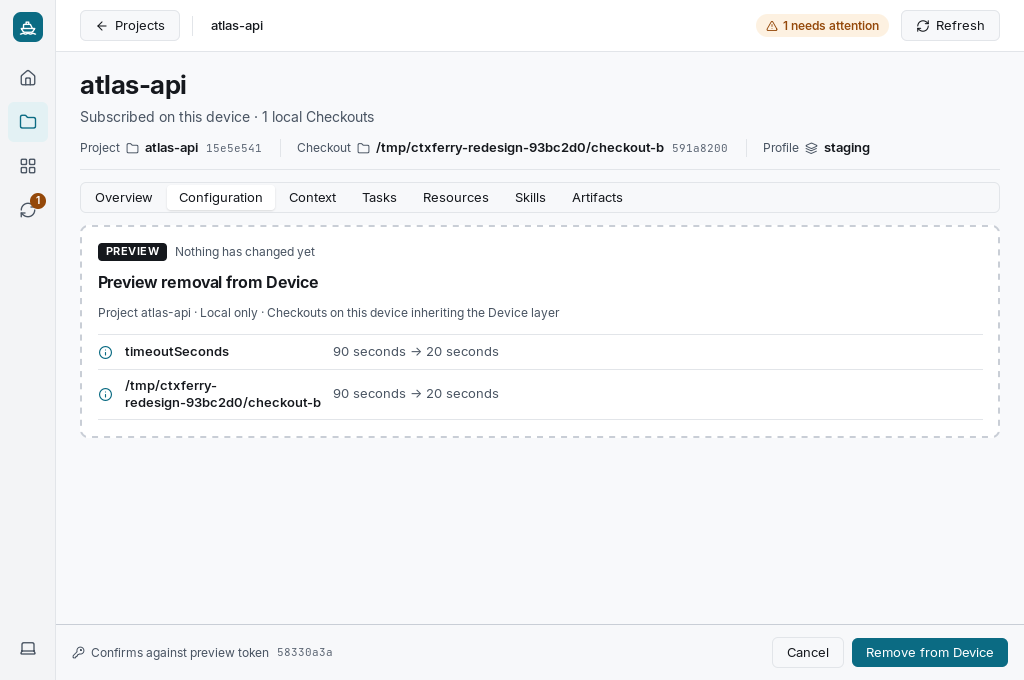 Projects
atlas-api
1 needs attention
Refresh
atlas-api
Subscribed on this device · 1 local Checkouts
Project atlas-api 15e5e541
Checkout /tmp/ctxferry-redesign-93bc2d0/checkout-b 591a8200
Profile staging
1
Overview Configuration Context Tasks Resources Skills Artifacts
PREVIEW Nothing has changed yet
Preview removal from Device
Project atlas-api · Local only · Checkouts on this device inheriting the Device layer
timeoutSeconds 90 seconds → 20 seconds
/tmp/ctxferry-
redesign-93bc2d0/checkout-b 90 seconds → 20 seconds
Confirms against preview token 58330a3a
Cancel
Remove from Device